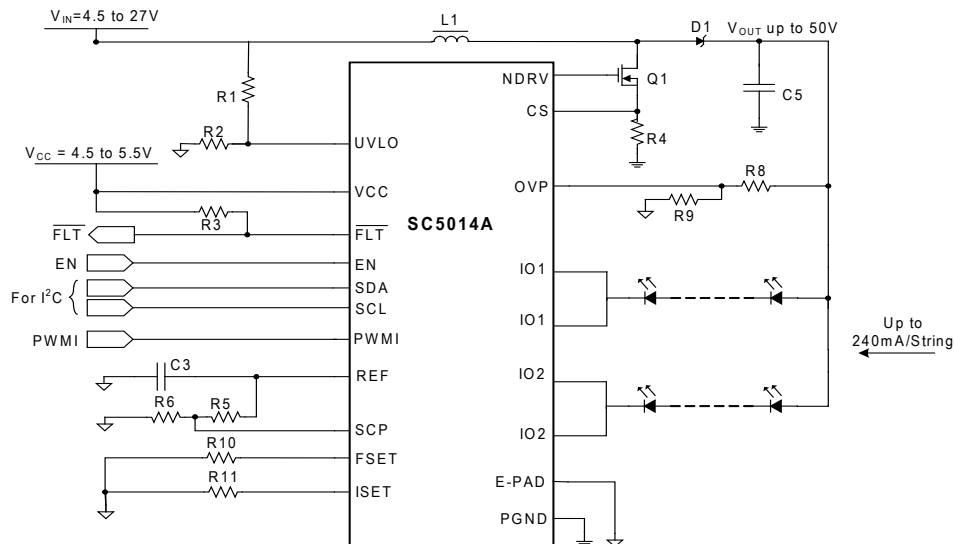 V_IN=4.5 to 27V
L1
D1
V_OUT up to 50V
R1
NDRV
Q1
C5
CS
R2
UVLO
R4
V_CC = 4.5 to 5.5V
VCC
OVP
R8
R9
R3
SC5014A
FLT
FLT
EN
EN
IO1
For I²C
SDA
SCL
IO1
Up to
240mA/String
PWMI
PWMI
C3
REF
IO2
R6
R5
SCP
IO2
R10
FSET
R11
ISET
E-PAD
PGND